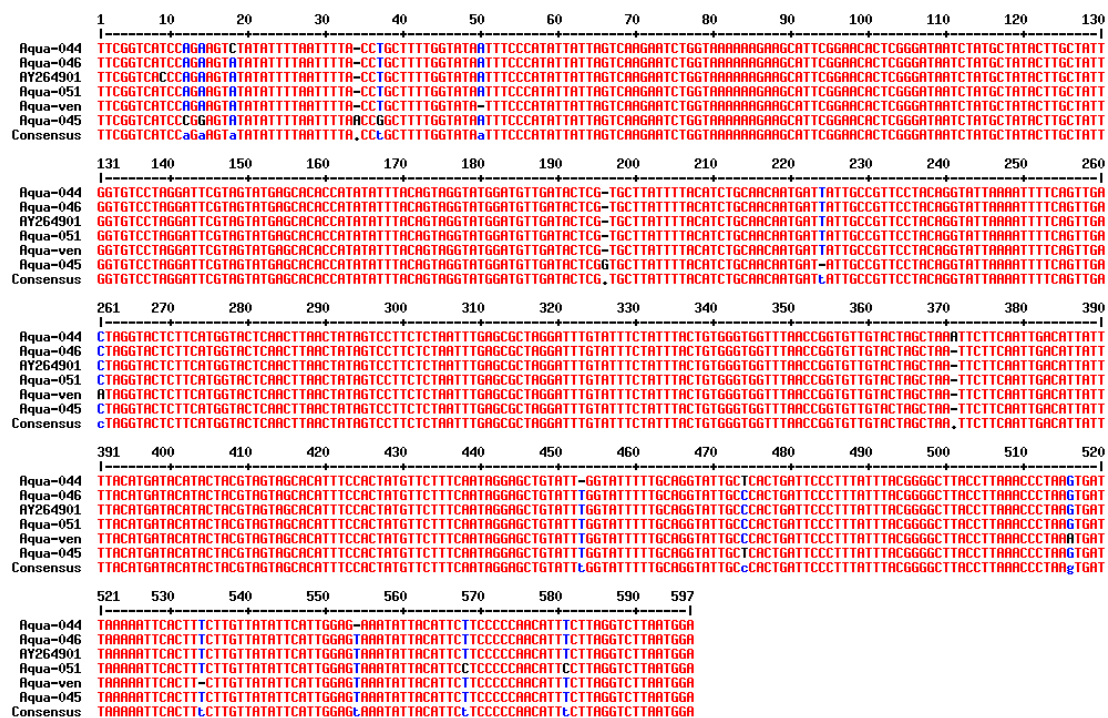 1 10 20 30 40 50 60 70 80 90 100 110 120 130
|--------+---------+---------+---------+---------+---------+---------+---------+---------+---------+---------+---------+---------|
Aqua-044 TTCGGTCATCCAGAAGTCTATATTTTAATTTTA-CCTGCTTTTGGTATAATTTCCCATATTATTAGTCAAGAATCTGGTAAAAAAGAAGCATTCGGAACACTCGGGATAATCTATGCTATACTTGCTATT
Aqua-046 TTCGGTCATCCAGAAGTATATATTTTAATTTTA-CCTGCTTTTGGTATAATTTCCCATATTATTAGTCAAGAATCTGGTAAAAAAGAAGCATTCGGAACACTCGGGATAATCTATGCTATACTTGCTATT
AY264901 TTCGGTCACCCAGAAGTATATATTTTAATTTTA-CCTGCTTTTGGTATAATTTCCCATATTATTAGTCAAGAATCTGGTAAAAAAGAAGCATTCGGAACACTCGGGATAATCTATGCTATACTTGCTATT
Aqua-051 TTCGGTCATCCAGAAGTATATATTTTAATTTTA-CCTGCTTTTGGTATAATTTCCCATATTATTAGTCAAGAATCTGGTAAAAAAGAAGCATTCGGAACACTCGGGATAATCTATGCTATACTTGCTATT
Aqua-ven TTCGGTCATCCAGAAGTATATATTTTAATTTTA-CCTGCTTTTGGTATA-TTTCCCATATTATTAGTCAAGAATCTGGTAAAAAAGAAGCATTCGGAACACTCGGGATAATCTATGCTATACTTGCTATT
Aqua-045 TTCGGTCATCCCGGAGTATATATTTTAATTTTAACCGGCTTTTGGTATAATTTCCCATATTATTAGTCAAGAATCTGGTAAAAAAGAAGCATTCGGAACACTCGGGATAATCTATGCTATACTTGCTATT
Consensus TTCGGTCATCCaGaAGTaTATATTTTAATTTTA.CCtGCTTTTGGTATAaTTTCCCATATTATTAGTCAAGAATCTGGTAAAAAAGAAGCATTCGGAACACTCGGGATAATCTATGCTATACTTGCTATT
131 140 150 160 170 180 190 200 210 220 230 240 250 260
|--------+---------+---------+---------+---------+---------+---------+---------+---------+---------+---------+---------+---------|
Aqua-044 GGTGTCCTAGGATTCGTAGTATGAGCACACCATATATTTACAGTAGGTATGGATGTTGATACTCG-TGCTTATTTTACATCTGCAACAATGATTATTGCCGTTCCTACAGGTATTAAAATTTTCAGTTGA
Aqua-046 GGTGTCCTAGGATTCGTAGTATGAGCACACCATATATTTACAGTAGGTATGGATGTTGATACTCG-TGCTTATTTTACATCTGCAACAATGATTATTGCCGTTCCTACAGGTATTAAAATTTTCAGTTGA
AY264901 GGTGTCCTAGGATTCGTAGTATGAGCACACCATATATTTACAGTAGGTATGGATGTTGATACTCG-TGCTTATTTTACATCTGCAACAATGATTATTGCCGTTCCTACAGGTATTAAAATTTTCAGTTGA
Aqua-051 GGTGTCCTAGGATTCGTAGTATGAGCACACCATATATTTACAGTAGGTATGGATGTTGATACTCG-TGCTTATTTTACATCTGCAACAATGATTATTGCCGTTCCTACAGGTATTAAAATTTTCAGTTGA
Aqua-ven GGTGTCCTAGGATTCGTAGTATGAGCACACCATATATTTACAGTAGGTATGGATGTTGATACTCG-TGCTTATTTTACATCTGCAACAATGATTATTGCCGTTCCTACAGGTATTAAAATTTTCAGTTGA
Aqua-045 GGTGTCCTAGGATTCGTAGTATGAGCACACCATATATTTACAGTAGGTATGGATGTTGATACTCGGTGCTTATTTTACATCTGCAACAATGAT-ATTGCCGTTCCTACAGGTATTAAAATTTTCAGTTGA
Consensus GGTGTCCTAGGATTCGTAGTATGAGCACACCATATATTTACAGTAGGTATGGATGTTGATACTCG.TGCTTATTTTACATCTGCAACAATGATtATTGCCGTTCCTACAGGTATTAAAATTTTCAGTTGA
261 270 280 290 300 310 320 330 340 350 360 370 380 390
|--------+---------+---------+---------+---------+---------+---------+---------+---------+---------+---------+---------+---------|
Aqua-044 CTAGGTACTCTTCATGGTACTCAACTTAACTATAGTCCTTCTCTAATTTGAGCGCTAGGATTTGTATTTCTATTTACTGTGGGTGGTTTAACCGGTGTTGTACTAGCTAAATTCTTCAATTGACATTATT
Aqua-046 CTAGGTACTCTTCATGGTACTCAACTTAACTATAGTCCTTCTCTAATTTGAGCGCTAGGATTTGTATTTCTATTTACTGTGGGTGGTTTAACCGGTGTTGTACTAGCTAA-TTCTTCAATTGACATTATT
AY264901 CTAGGTACTCTTCATGGTACTCAACTTAACTATAGTCCTTCTCTAATTTGAGCGCTAGGATTTGTATTTCTATTTACTGTGGGTGGTTTAACCGGTGTTGTACTAGCTAA-TTCTTCAATTGACATTATT
Aqua-051 CTAGGTACTCTTCATGGTACTCAACTTAACTATAGTCCTTCTCTAATTTGAGCGCTAGGATTTGTATTTCTATTTACTGTGGGTGGTTTAACCGGTGTTGTACTAGCTAA-TTCTTCAATTGACATTATT
Aqua-ven ATAGGTACTCTTCATGGTACTCAACTTAACTATAGTCCTTCTCTAATTTGAGCGCTAGGATTTGTATTTCTATTTACTGTGGGTGGTTTAACCGGTGTTGTACTAGCTAA-TTCTTCAATTGACATTATT
Aqua-045 CTAGGTACTCTTCATGGTACTCAACTTAACTATAGTCCTTCTCTAATTTGAGCGCTAGGATTTGTATTTCTATTTACTGTGGGTGGTTTAACCGGTGTTGTACTAGCTAA-TTCTTCAATTGACATTATT
Consensus cTAGGTACTCTTCATGGTACTCAACTTAACTATAGTCCTTCTCTAATTTGAGCGCTAGGATTTGTATTTCTATTTACTGTGGGTGGTTTAACCGGTGTTGTACTAGCTAA.TTCTTCAATTGACATTATT
391 400 410 420 430 440 450 460 470 480 490 500 510 520
|--------+---------+---------+---------+---------+---------+---------+---------+---------+---------+---------+---------+---------|
Aqua-044 TTACATGATACATACTACGTAGTAGCACATTTCCACTATGTTCTTTCAATAGGAGCTGTATT-GGTATTTTTGCAGGTATTGCTCACTGATTCCCTTTATTTACGGGGCTTACCTTAAACCCTAAGTGAT
Aqua-046 TTACATGATACATACTACGTAGTAGCACATTTCCACTATGTTCTTTCAATAGGAGCTGTATTTGGTATTTTTGCAGGTATTGCCCACTGATTCCCTTTATTTACGGGGCTTACCTTAAACCCTAAGTGAT
AY264901 TTACATGATACATACTACGTAGTAGCACATTTCCACTATGTTCTTTCAATAGGAGCTGTATTTGGTATTTTTGCAGGTATTGCCCACTGATTCCCTTTATTTACGGGGCTTACCTTAAACCCTAAGTGAT
Aqua-051 TTACATGATACATACTACGTAGTAGCACATTTCCACTATGTTCTTTCAATAGGAGCTGTATTTGGTATTTTTGCAGGTATTGCCCACTGATTCCCTTTATTTACGGGGCTTACCTTAAACCCTAAGTGAT
Aqua-ven TTACATGATACATACTACGTAGTAGCACATTTCCACTATGTTCTTTCAATAGGAGCTGTATTTGGTATTTTTGCAGGTATTGCCCACTGATTCCCTTTATTTACGGGGCTTACCTTAAACCCTAAATGAT
Aqua-045 TTACATGATACATACTACGTAGTAGCACATTTCCACTATGTTCTTTCAATAGGAGCTGTATTTGGTATTTTTGCAGGTATTGCTCACTGATTCCCTTTATTTACGGGGCTTACCTTAAACCCTAAGTGAT
Consensus TTACATGATACATACTACGTAGTAGCACATTTCCACTATGTTCTTTCAATAGGAGCTGTATTtGGTATTTTTGCAGGTATTGCcCACTGATTCCCTTTATTTACGGGGCTTACCTTAAACCCTAAgTGAT
521 530 540 550 560 570 580 590 597
|--------+---------+---------+---------+---------+---------+---------+------|
Aqua-044 TAAAAATTCACTTTCTTGTTATATTCATTGGAG-AAATATTACATTCTTCCCCCAACATTTCTTAGGTCTTAATGGA
Aqua-046 TAAAAATTCACTTTCTTGTTATATTCATTGGAGTAAATATTACATTCTTCCCCCAACATTTCTTAGGTCTTAATGGA
AY264901 TAAAAATTCACTTTCTTGTTATATTCATTGGAGTAAATATTACATTCTTCCCCCAACATTTCTTAGGTCTTAATGGA
Aqua-051 TAAAAATTCACTTTCTTGTTATATTCATTGGAGTAAATATTACATTCCTCCCCCAACATTCCTTAGGTCTTAATGGA
Aqua-ven TAAAAATTCACTT-CTTGTTATATTCATTGGAGTAAATATTACATTCTTCCCCCAACATTTCTTAGGTCTTAATGGA
Aqua-045 TAAAAATTCACTTTCTTGTTATATTCATTGGAGTAAATATTACATTCTTCCCCCAACATTTCTTAGGTCTTAATGGA
Consensus TAAAAATTCACTTtCTTGTTATATTCATTGGAGtAAATATTACATTCtTCCCCCAACATTtCTTAGGTCTTAATGGA